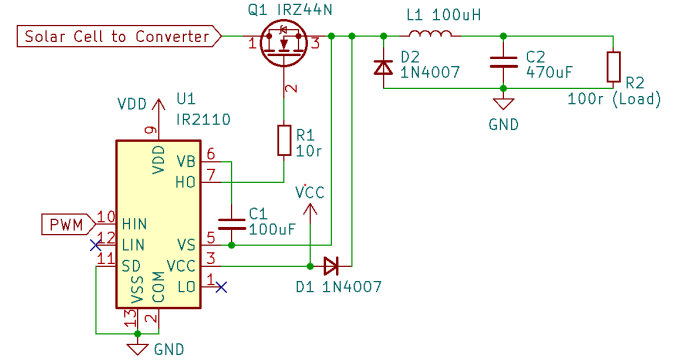 Q1 IRZ44N
Solar Cell to Converter
1
3
2
L1 100uH
D2
1N4007
C2
470uF
R2
100r (Load)
GND
VDD
U1
IR2110
9
VDD
R1
10r
VB
6
HO
7
VCC
PWM
10
HIN
C1
100uF
12
LIN
VS
5
11
SD
VCC
3
D1 1N4007
LO
1
VSS
COM
13
2
GND